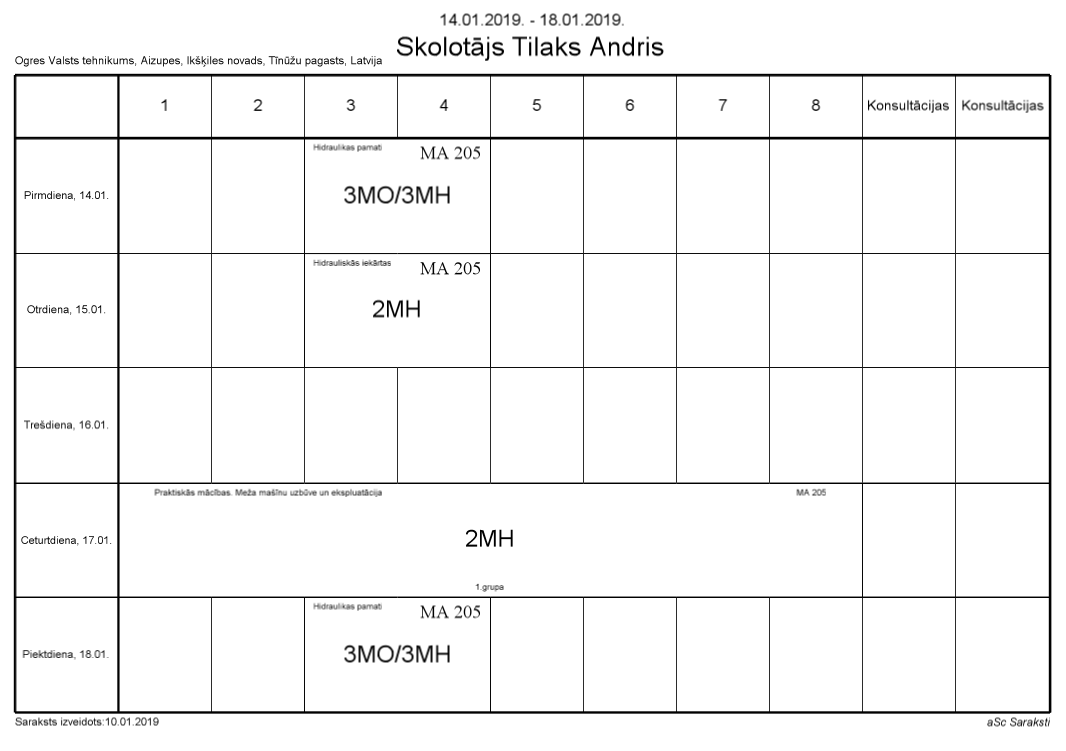 14.01.2019. - 18.01.2019.
Skolotājs Tilaks Andris
Ogres Valsts tehnikums, Aizupes, Ikšķiles novads, Tīnūžu pagasts, Latvija
1 2 3 4 5 6 7 8 Konsultācijas Konsultācijas
Hidraulikas pamati MA 205
Pirmdiena, 14.01. 3MO/3MH
Hidrauliskās iekārtas MA 205
Otrdiena, 15.01. 2MH
Trešdiena, 16.01.
Praktiskās mācības. Meža mašīnu uzbūve un ekspluatācija MA 205
Ceturtdiena, 17.01. 2MH
1.grupa
Hidraulikas pamati MA 205
Piektdiena, 18.01. 3MO/3MH
Saraksts izveidots:10.01.2019 aSc Saraksti